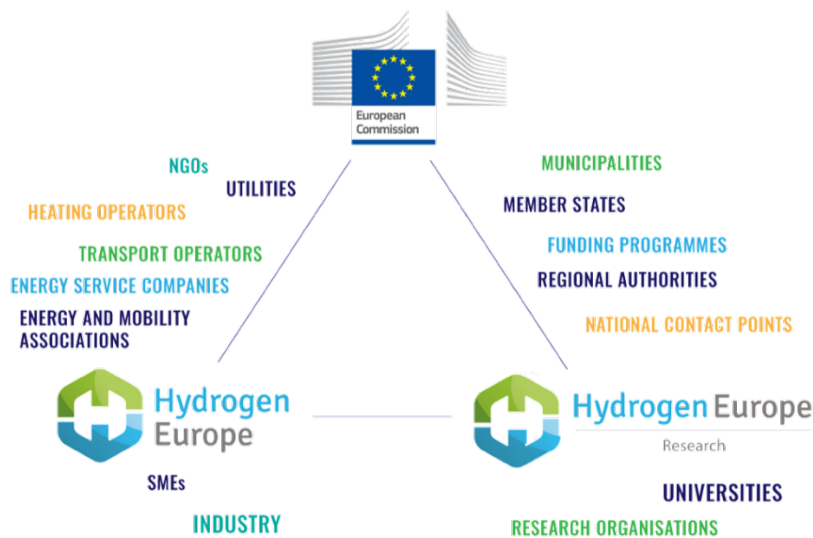 European
Commission
NGOs
UTILITIES
HEATING OPERATORS
TRANSPORT OPERATORS
ENERGY SERVICE COMPANIES
ENERGY AND MOBILITY
ASSOCIATIONS
MUNICIPALITIES
MEMBER STATES
FUNDING PROGRAMMES
REGIONAL AUTHORITIES
NATIONAL CONTACT POINTS
Hydrogen
Europe
SMEs
INDUSTRY
Hydrogen Europe
Research
UNIVERSITIES
RESEARCH ORGANISATIONS